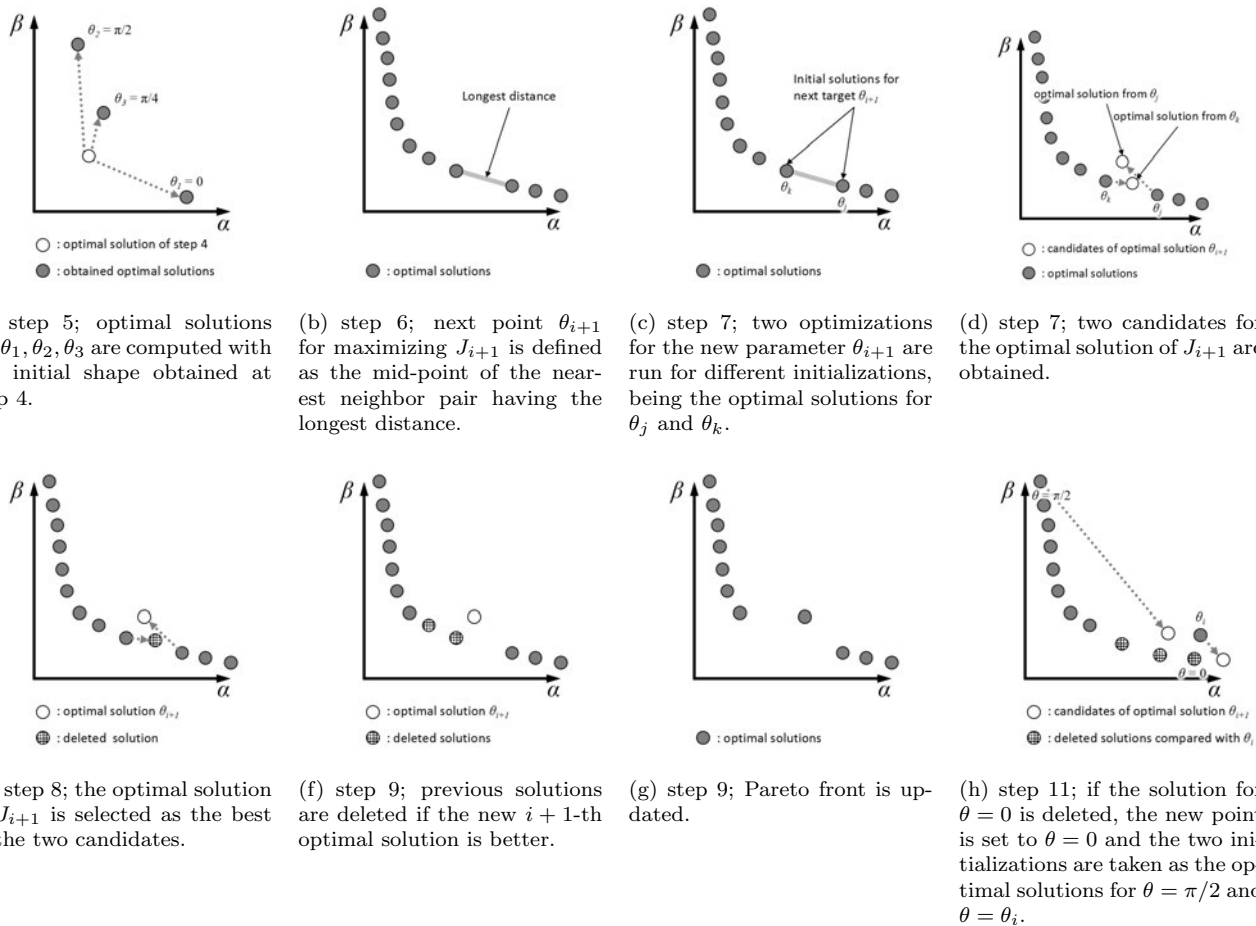 β
θ₂ = π/2
θ₃ = π/4
θ₁ = 0
α
: optimal solution of step 4
: obtained optimal solutions
step 5; optimal solutions
θ₁, θ₂, θ₃ are computed with
initial shape obtained at
4.
β
Longest distance
α
: optimal solutions
(b) step 6; next point θᵢ₊₁
for maximizing Jᵢ₊₁ is defined
as the mid-point of the near-
est neighbor pair having the
longest distance.
β
Initial solutions for
next target θᵢ₊₁
θₖ
θⱼ
α
: optimal solutions
(c) step 7; two optimizations
for the new parameter θᵢ₊₁ are
run for different initializations,
being the optimal solutions for
θⱼ and θₖ.
β
optimal solution from θⱼ
optimal solution from θₖ
θₖ
θⱼ
α
: candidates of optimal solution θᵢ₊₁
: optimal solutions
(d) step 7; two candidates for
the optimal solution of Jᵢ₊₁ are
obtained.
β
α
: optimal solution θᵢ₊₁
: deleted solution
step 8; the optimal solution
Jᵢ₊₁ is selected as the best
the two candidates.
β
α
: optimal solution θᵢ₊₁
: deleted solutions
(f) step 9; previous solutions
are deleted if the new i + 1-th
optimal solution is better.
β
α
: optimal solutions
(g) step 9; Pareto front is up-
dated.
β
θ = π/2
θᵢ
θ = 0
α
: candidates of optimal solution θᵢ₊₁
: deleted solutions compared with θᵢ
(h) step 11; if the solution for
θ = 0 is deleted, the new point
is set to θ = 0 and the two ini-
tializations are taken as the op-
timal solutions for θ = π/2 and
θ = θᵢ.